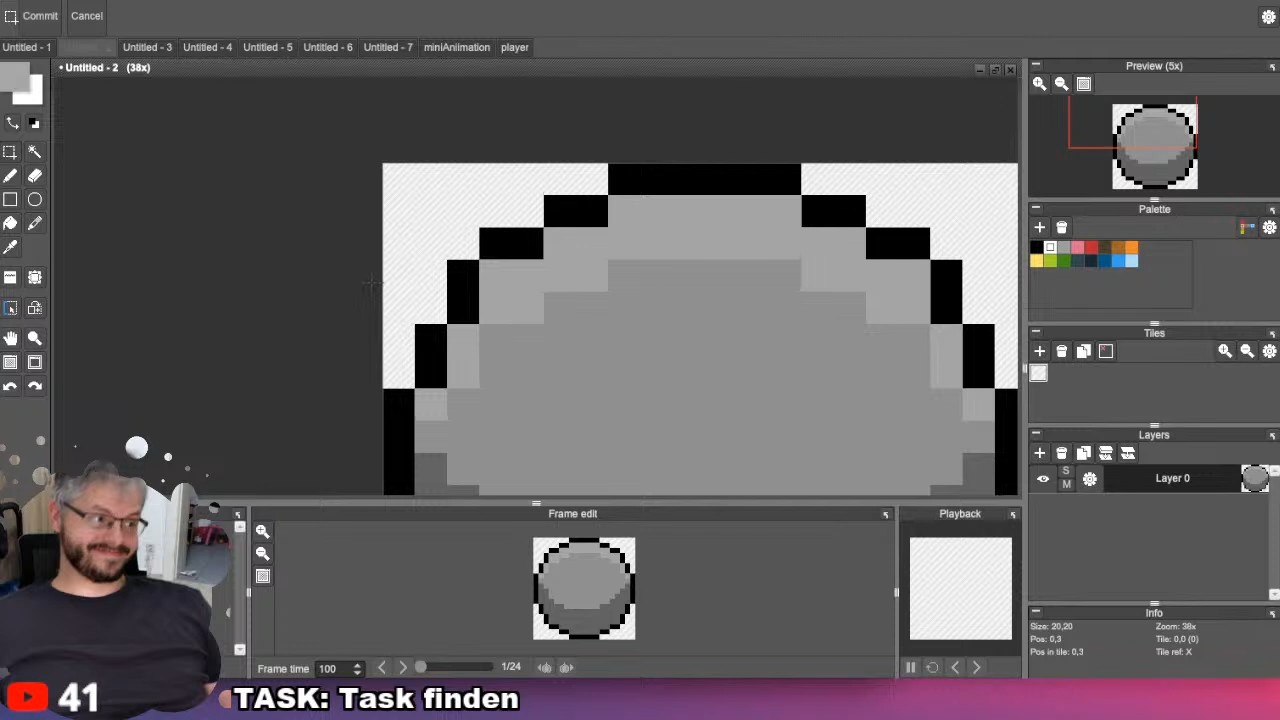 Commit Cancel
Untitled - 1 Untitled - 3 Untitled - 4 Untitled - 5 Untitled - 6 Untitled - 7 miniAniimation player
• Untitled - 2 (38x)
Preview (5x)
Palette
Tiles
Layers
S
M
Layer 0
Frame edit
Playback
Frame time 100 1/24
Info
Size: 20,20 Zoom: 38x
Pos: 0,3 Tile: 0,0 (0)
Pos in tile: 0,3 Tile ref: X
41 TASK: Task finden